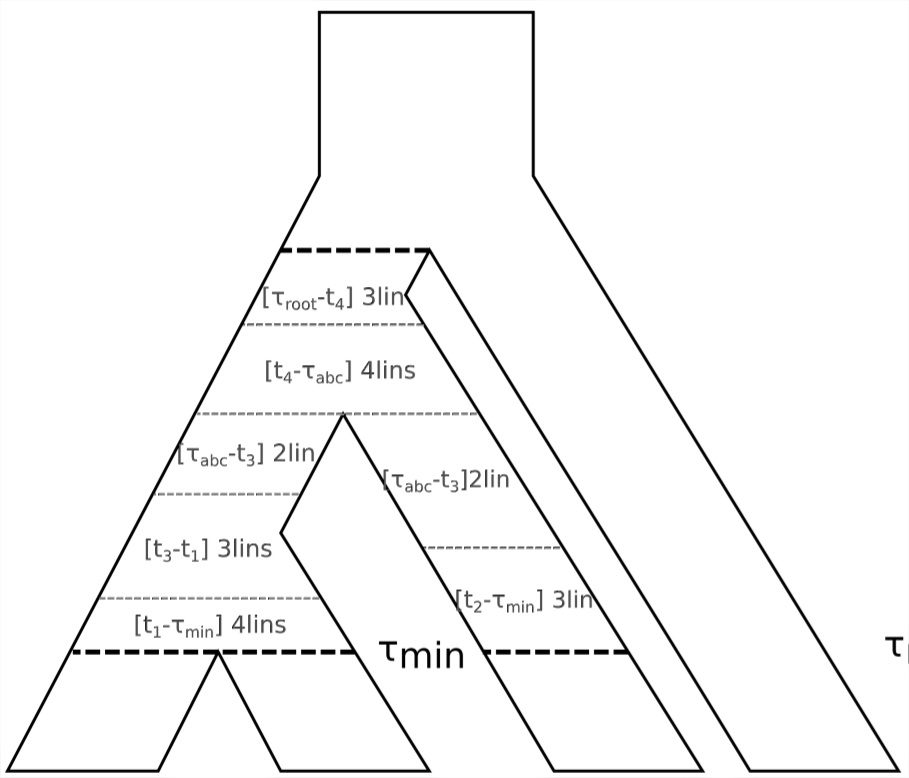 [τroot-t4] 3lin
[t4-τabc] 4lins
[τabc-t3] 2lin
[τabc-t3]2lin
[t3-t1] 3lins
[t2-τmin] 3lin
[t1-τmin] 4lins
τmin
τ